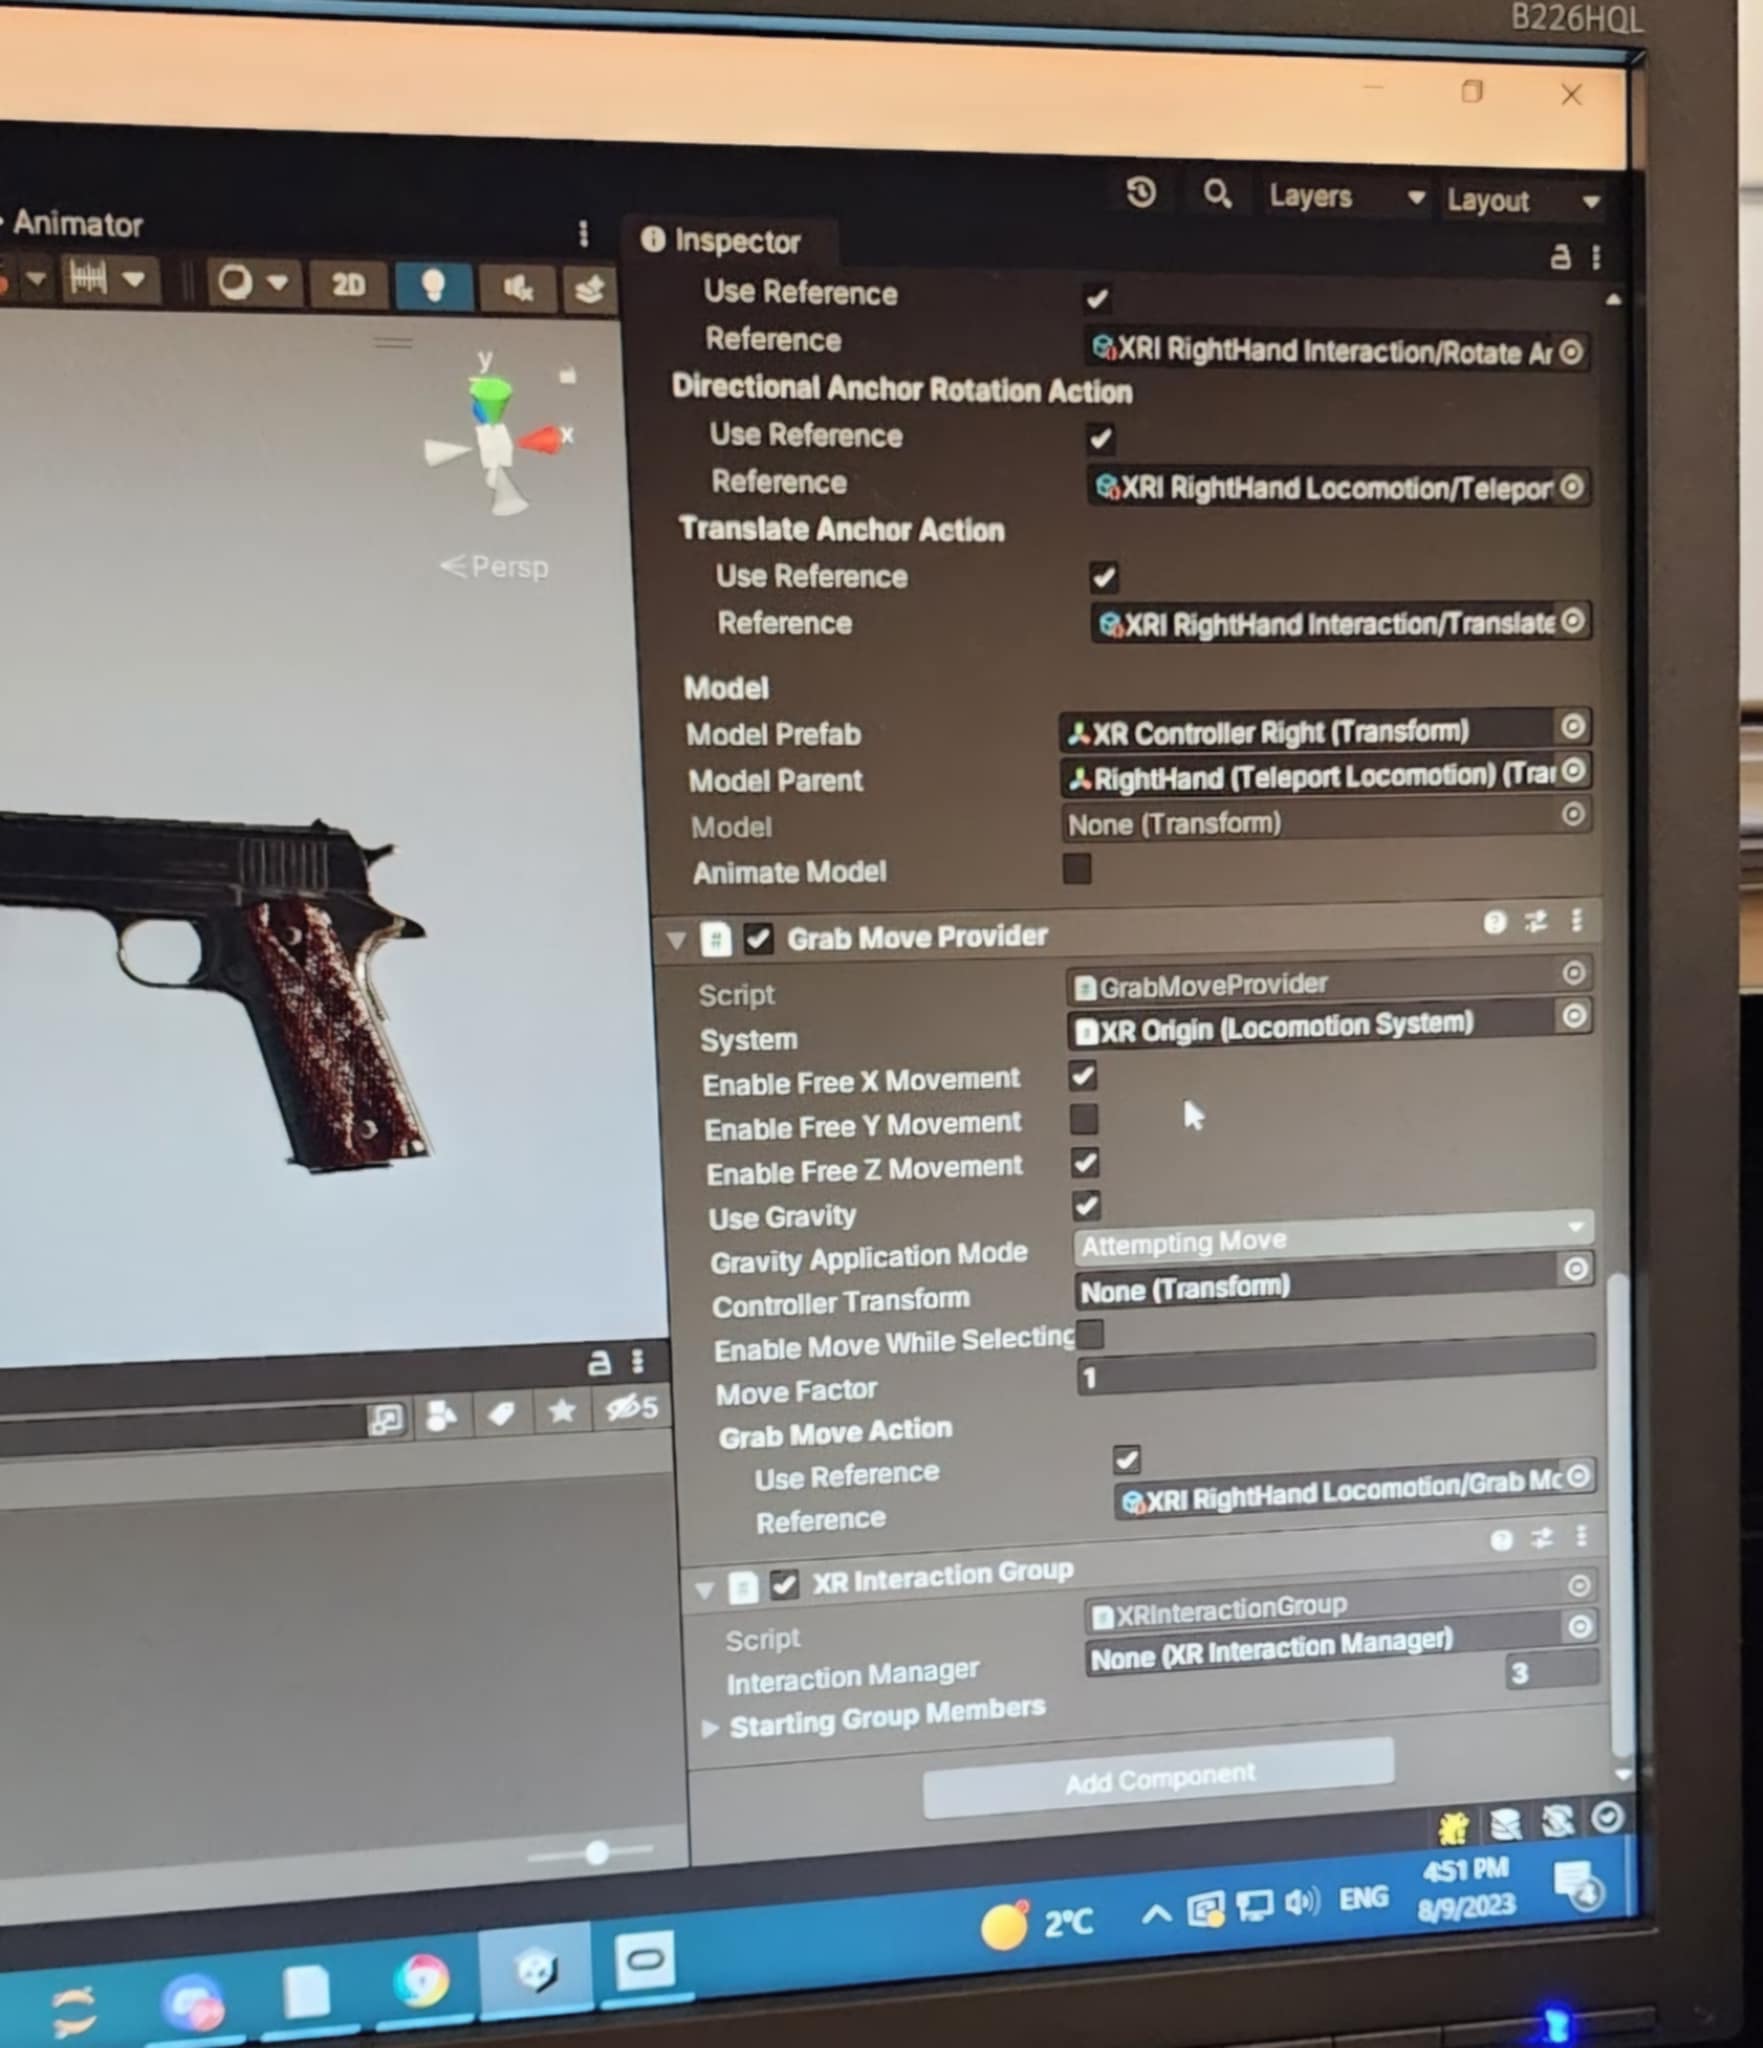 B226HQL
Layers
Layout
Animator
Inspector
2D
Use Reference
Reference
XRI RightHand Interaction/Rotate Ar
Directional Anchor Rotation Action
Use Reference
Reference
XRI RightHand Locomotion/Telepor
Translate Anchor Action
Use Reference
Reference
XRI RightHand Interaction/Translate
y
x
<Persp
Model
Model Prefab
XR Controller Right (Transform)
Model Parent
RightHand (Teleport Locomotion) (Trar
Model
None (Transform)
Animate Model
# Grab Move Provider
Script
GrabMoveProvider
System
XR Origin (Locomotion System)
Enable Free X Movement
Enable Free Y Movement
Enable Free Z Movement
Use Gravity
Gravity Application Mode
Attempting Move
Controller Transform
None (Transform)
Enable Move While Selecting
Move Factor
1
Grab Move Action
Use Reference
Reference
XRI RightHand Locomotion/Grab Mc
5
# XR Interaction Group
Script
XRInteractionGroup
Interaction Manager
None (XR Interaction Manager)
Starting Group Members
3
Add Component
2°C
ENG
4:51 PM
8/9/2023
4